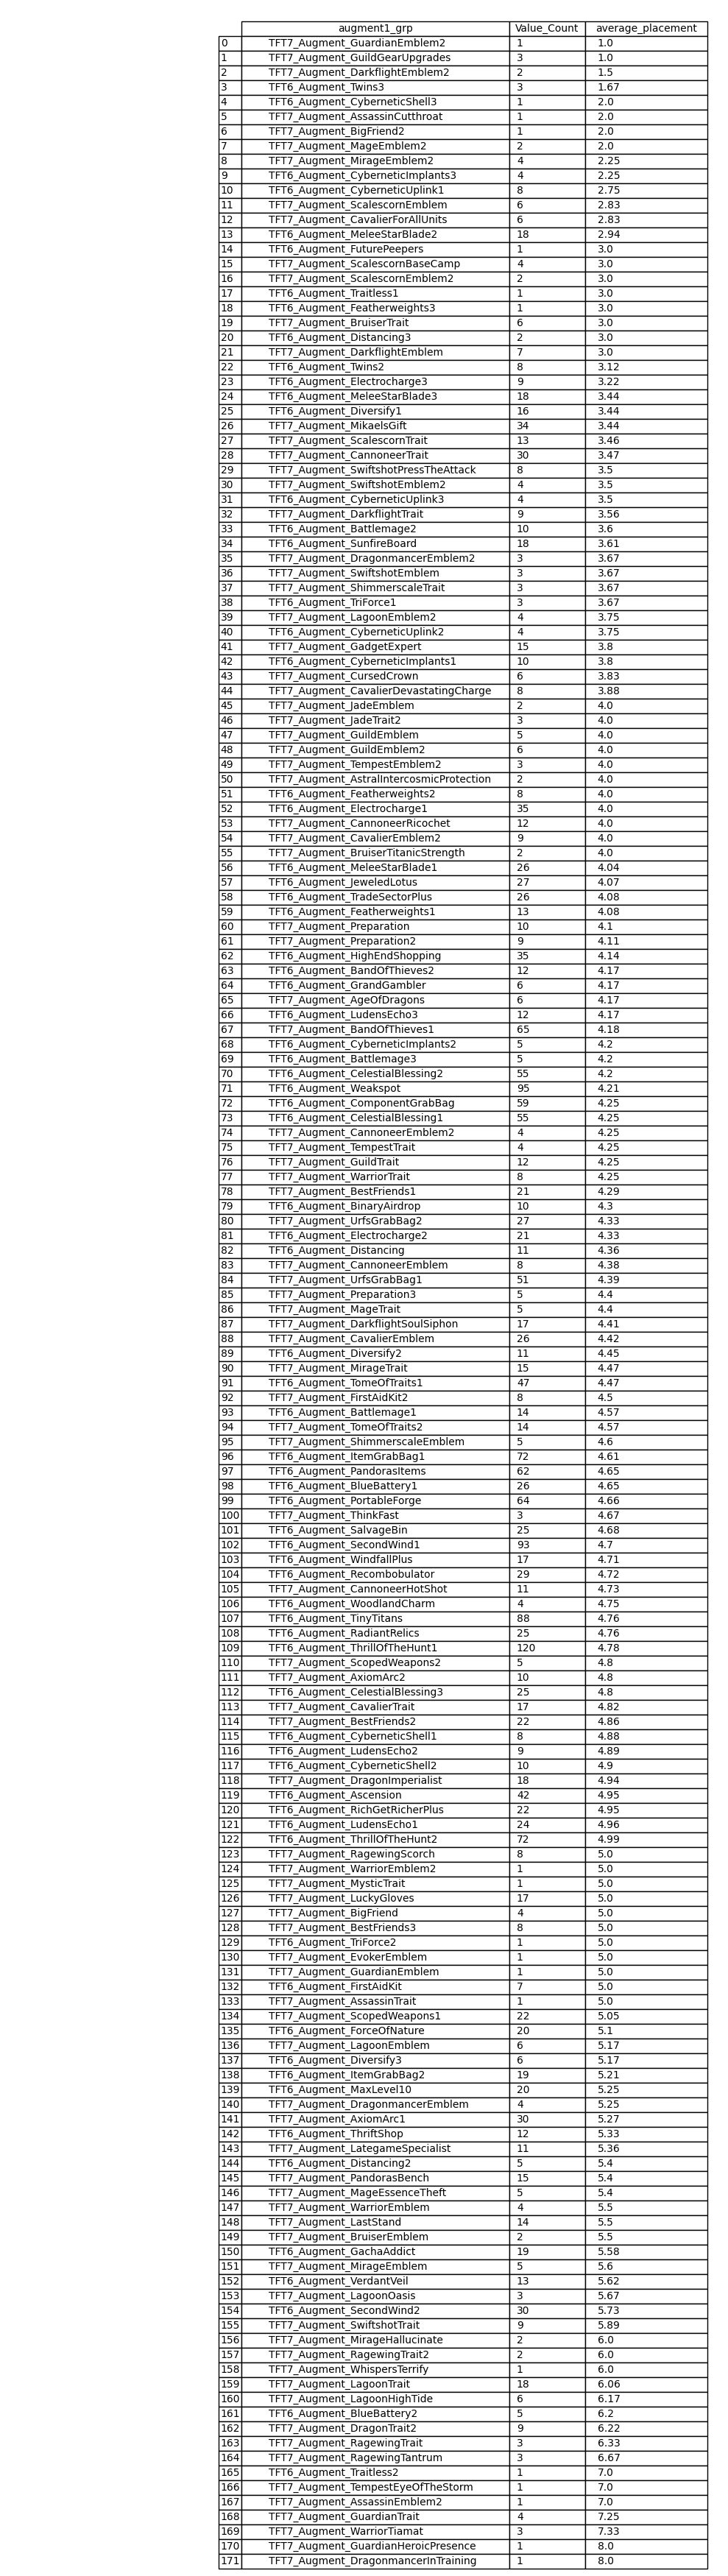 augment1_grp Value_Count average_placement
0 TFT7_Augment_GuardianEmblem2 1 1.0
1 TFT7_Augment_GuildGearUpgrades 3 1.0
2 TFT7_Augment_DarkflightEmblem2 2 1.5
3 TFT6_Augment_Twins3 3 1.67
4 TFT6_Augment_CyberneticShell3 1 2.0
5 TFT7_Augment_AssassinCutthroat 1 2.0
6 TFT7_Augment_BigFriend2 1 2.0
7 TFT7_Augment_MageEmblem2 2 2.0
8 TFT7_Augment_MirageEmblem2 4 2.25
9 TFT6_Augment_CyberneticImplants3 4 2.25
10 TFT6_Augment_CyberneticUplink1 8 2.75
11 TFT7_Augment_ScalescornEmblem 6 2.83
12 TFT7_Augment_CavalierForAllUnits 6 2.83
13 TFT6_Augment_MeleeStarBlade2 18 2.94
14 TFT7_Augment_FuturePeepers 1 3.0
15 TFT7_Augment_ScalescornBaseCamp 4 3.0
16 TFT7_Augment_ScalescornEmblem2 2 3.0
17 TFT6_Augment_Traitless1 1 3.0
18 TFT6_Augment_Featherweights3 1 3.0
19 TFT7_Augment_BruiserTrait 6 3.0
20 TFT6_Augment_Distancing3 2 3.0
21 TFT7_Augment_DarkflightEmblem 7 3.0
22 TFT6_Augment_Twins2 8 3.12
23 TFT6_Augment_Electrocharge3 9 3.22
24 TFT6_Augment_MeleeStarBlade3 18 3.44
25 TFT6_Augment_Diversify1 16 3.44
26 TFT7_Augment_MikaelsGift 34 3.44
27 TFT7_Augment_ScalescornTrait 13 3.46
28 TFT7_Augment_CannoneerTrait 30 3.47
29 TFT7_Augment_SwiftshotPressTheAttack 8 3.5
30 TFT7_Augment_SwiftshotEmblem2 4 3.5
31 TFT6_Augment_CyberneticUplink3 4 3.5
32 TFT7_Augment_DarkflightTrait 9 3.56
33 TFT6_Augment_Battlemage2 10 3.6
34 TFT6_Augment_SunfireBoard 18 3.61
35 TFT7_Augment_DragonmancerEmblem2 3 3.67
36 TFT7_Augment_SwiftshotEmblem 3 3.67
37 TFT7_Augment_ShimmerscaleTrait 3 3.67
38 TFT6_Augment_TriForce1 3 3.67
39 TFT7_Augment_LagoonEmblem2 4 3.75
40 TFT6_Augment_CyberneticUplink2 4 3.75
41 TFT7_Augment_GadgetExpert 15 3.8
42 TFT6_Augment_CyberneticImplants1 10 3.8
43 TFT7_Augment_CursedCrown 6 3.83
44 TFT7_Augment_CavalierDevastatingCharge 8 3.88
45 TFT7_Augment_JadeEmblem 2 4.0
46 TFT7_Augment_JadeTrait2 3 4.0
47 TFT7_Augment_GuildEmblem 5 4.0
48 TFT7_Augment_GuildEmblem2 6 4.0
49 TFT7_Augment_TempestEmblem2 3 4.0
50 TFT7_Augment_AstralIntercosmicProtection 2 4.0
51 TFT6_Augment_Featherweights2 8 4.0
52 TFT6_Augment_Electrocharge1 35 4.0
53 TFT7_Augment_CannoneerRicochet 12 4.0
54 TFT7_Augment_CavalierEmblem2 9 4.0
55 TFT7_Augment_BruiserTitanicStrength 2 4.0
56 TFT6_Augment_MeleeStarBlade1 26 4.04
57 TFT6_Augment_JeweledLotus 27 4.07
58 TFT6_Augment_TradeSectorPlus 26 4.08
59 TFT6_Augment_Featherweights1 13 4.08
60 TFT7_Augment_Preparation 10 4.1
61 TFT7_Augment_Preparation2 9 4.11
62 TFT6_Augment_HighEndShopping 35 4.14
63 TFT6_Augment_BandOfThieves2 12 4.17
64 TFT6_Augment_GrandGambler 6 4.17
65 TFT7_Augment_AgeOfDragons 6 4.17
66 TFT6_Augment_LudensEcho3 12 4.17
67 TFT7_Augment_BandOfThieves1 65 4.18
68 TFT6_Augment_CyberneticImplants2 5 4.2
69 TFT6_Augment_Battlemage3 5 4.2
70 TFT6_Augment_CelestialBlessing2 55 4.2
71 TFT6_Augment_Weakspot 95 4.21
72 TFT6_Augment_ComponentGrabBag 59 4.25
73 TFT6_Augment_CelestialBlessing1 55 4.25
74 TFT7_Augment_CannoneerEmblem2 4 4.25
75 TFT7_Augment_TempestTrait 4 4.25
76 TFT7_Augment_GuildTrait 12 4.25
77 TFT7_Augment_WarriorTrait 8 4.25
78 TFT7_Augment_BestFriends1 21 4.29
79 TFT6_Augment_BinaryAirdrop 10 4.3
80 TFT7_Augment_UrfsGrabBag2 27 4.33
81 TFT6_Augment_Electrocharge2 21 4.33
82 TFT6_Augment_Distancing 11 4.36
83 TFT7_Augment_CannoneerEmblem 8 4.38
84 TFT7_Augment_UrfsGrabBag1 51 4.39
85 TFT7_Augment_Preparation3 5 4.4
86 TFT7_Augment_MageTrait 5 4.4
87 TFT7_Augment_DarkflightSoulSiphon 17 4.41
88 TFT7_Augment_CavalierEmblem 26 4.42
89 TFT6_Augment_Diversify2 11 4.45
90 TFT7_Augment_MirageTrait 15 4.47
91 TFT6_Augment_TomeOfTraits1 47 4.47
92 TFT7_Augment_FirstAidKit2 8 4.5
93 TFT6_Augment_Battlemage1 14 4.57
94 TFT7_Augment_TomeOfTraits2 14 4.57
95 TFT7_Augment_ShimmerscaleEmblem 5 4.6
96 TFT6_Augment_ItemGrabBag1 72 4.61
97 TFT6_Augment_PandorasItems 62 4.65
98 TFT6_Augment_BlueBattery1 26 4.65
99 TFT6_Augment_PortableForge 64 4.66
100 TFT7_Augment_ThinkFast 3 4.67
101 TFT6_Augment_SalvageBin 25 4.68
102 TFT6_Augment_SecondWind1 93 4.7
103 TFT6_Augment_WindfallPlus 17 4.71
104 TFT6_Augment_Recombobulator 29 4.72
105 TFT7_Augment_CannoneerHotShot 11 4.73
106 TFT6_Augment_WoodlandCharm 4 4.75
107 TFT6_Augment_TinyTitans 88 4.76
108 TFT6_Augment_RadiantRelics 25 4.76
109 TFT6_Augment_ThrillOfTheHunt1 120 4.78
110 TFT7_Augment_ScopedWeapons2 5 4.8
111 TFT7_Augment_AxiomArc2 10 4.8
112 TFT6_Augment_CelestialBlessing3 25 4.8
113 TFT7_Augment_CavalierTrait 17 4.82
114 TFT7_Augment_BestFriends2 22 4.86
115 TFT6_Augment_CyberneticShell1 8 4.88
116 TFT6_Augment_LudensEcho2 9 4.89
117 TFT6_Augment_CyberneticShell2 10 4.9
118 TFT7_Augment_DragonImperialist 18 4.94
119 TFT6_Augment_Ascension 42 4.95
120 TFT6_Augment_RichGetRicherPlus 22 4.95
121 TFT6_Augment_LudensEcho1 24 4.96
122 TFT6_Augment_ThrillOfTheHunt2 72 4.99
123 TFT7_Augment_RagewingScorch 8 5.0
124 TFT7_Augment_WarriorEmblem2 1 5.0
125 TFT7_Augment_MysticTrait 1 5.0
126 TFT7_Augment_LuckyGloves 17 5.0
127 TFT7_Augment_BigFriend 4 5.0
128 TFT7_Augment_BestFriends3 8 5.0
129 TFT6_Augment_TriForce2 1 5.0
130 TFT7_Augment_EvokerEmblem 1 5.0
131 TFT7_Augment_GuardianEmblem 1 5.0
132 TFT6_Augment_FirstAidKit 7 5.0
133 TFT7_Augment_AssassinTrait 1 5.0
134 TFT7_Augment_ScopedWeapons1 22 5.05
135 TFT6_Augment_ForceOfNature 20 5.1
136 TFT7_Augment_LagoonEmblem 6 5.17
137 TFT6_Augment_Diversify3 6 5.17
138 TFT6_Augment_ItemGrabBag2 19 5.21
139 TFT6_Augment_MaxLevel10 20 5.25
140 TFT7_Augment_DragonmancerEmblem 4 5.25
141 TFT7_Augment_AxiomArc1 30 5.27
142 TFT6_Augment_ThriftShop 12 5.33
143 TFT7_Augment_LategameSpecialist 11 5.36
144 TFT6_Augment_Distancing2 5 5.4
145 TFT7_Augment_PandorasBench 15 5.4
146 TFT7_Augment_MageEssenceTheft 5 5.4
147 TFT7_Augment_WarriorEmblem 4 5.5
148 TFT7_Augment_LastStand 14 5.5
149 TFT7_Augment_BruiserEmblem 2 5.5
150 TFT6_Augment_GachaAddict 19 5.58
151 TFT7_Augment_MirageEmblem 5 5.6
152 TFT6_Augment_VerdantVeil 13 5.62
153 TFT7_Augment_LagoonOasis 3 5.67
154 TFT6_Augment_SecondWind2 30 5.73
155 TFT7_Augment_SwiftshotTrait 9 5.89
156 TFT7_Augment_MirageHallucinate 2 6.0
157 TFT7_Augment_RagewingTrait2 2 6.0
158 TFT7_Augment_WhispersTerrify 1 6.0
159 TFT7_Augment_LagoonTrait 18 6.06
160 TFT7_Augment_LagoonHighTide 6 6.17
161 TFT6_Augment_BlueBattery2 5 6.2
162 TFT7_Augment_DragonTrait2 9 6.22
163 TFT7_Augment_RagewingTrait 3 6.33
164 TFT7_Augment_RagewingTantrum 3 6.67
165 TFT6_Augment_Traitless2 1 7.0
166 TFT7_Augment_TempestEyeOfTheStorm 1 7.0
167 TFT7_Augment_AssassinEmblem2 1 7.0
168 TFT7_Augment_GuardianTrait 4 7.25
169 TFT7_Augment_WarriorTiamat 3 7.33
170 TFT7_Augment_GuardianHeroicPresence 1 8.0
171 TFT7_Augment_DragonmancerInTraining 1 8.0